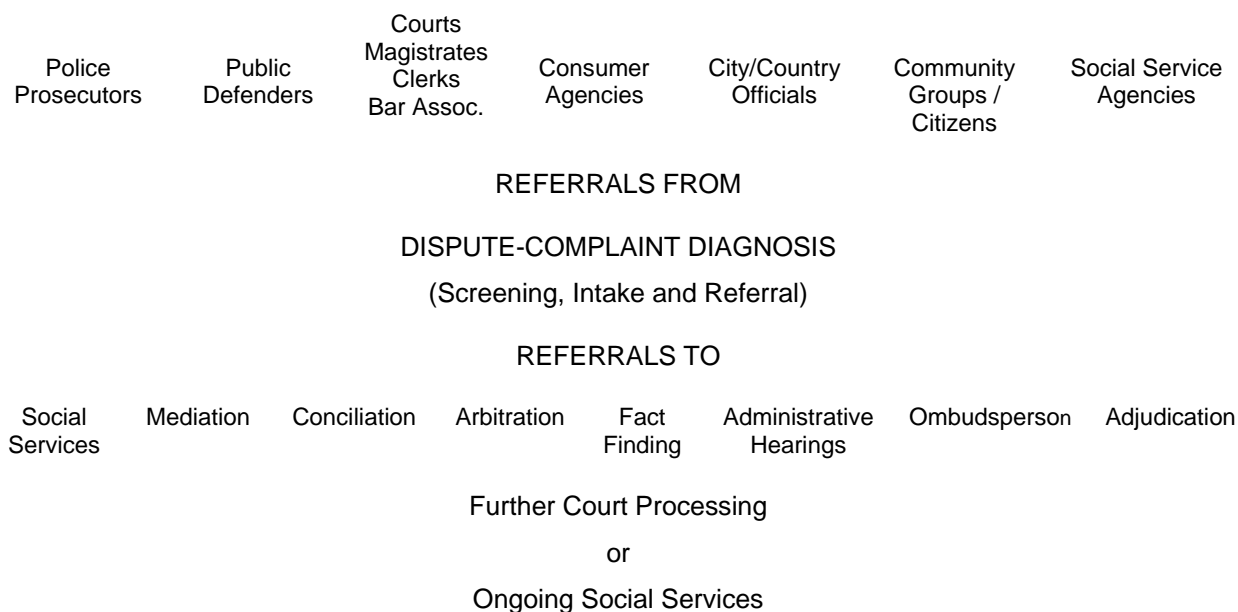 Police
Prosecutors
Public
Defenders
Courts
Magistrates
Clerks
Bar Assoc.
Consumer
Agencies
City/Country
Officials
Community
Groups /
Citizens
Social Service
Agencies
REFERRALS FROM
DISPUTE-COMPLAINT DIAGNOSIS
(Screening, Intake and Referral)
REFERRALS TO
Social
Services
Mediation
Conciliation
Arbitration
Fact
Finding
Administrative
Hearings
Ombudsperson
Adjudication
Further Court Processing
or
Ongoing Social Services